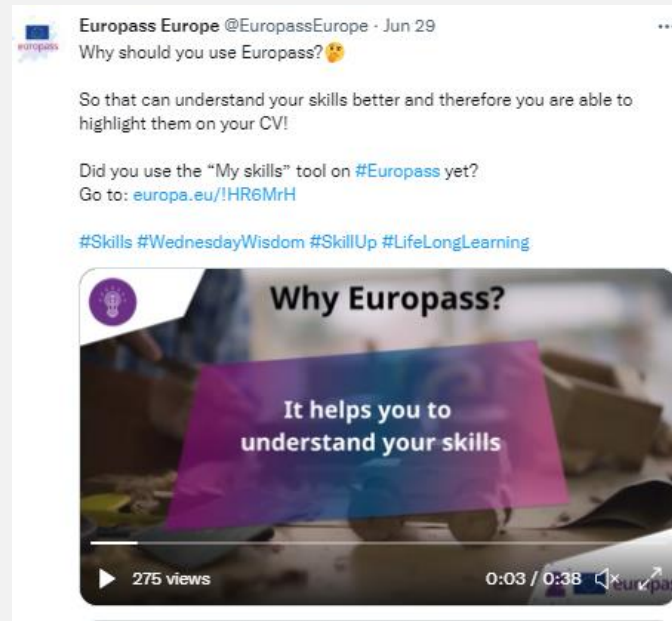 europass
Europass Europe @EuropassEurope · Jun 29
Why should you use Europass?🤔
So that can understand your skills better and therefore you are able to
highlight them on your CV!
Did you use the "My skills" tool on #Europass yet?
Go to: europa.eu/!HR6MrH
#Skills #WednesdayWisdom #SkillUp #LifeLongLearning
Why Europass?
It helps you to
understand your skills
275 views
0:03 / 0:38
europass